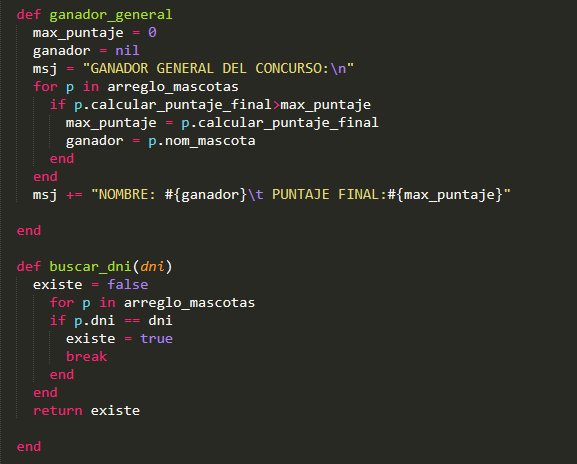 def ganador_general
  max_puntaje = 0
  ganador = nil
  msj = "GANADOR GENERAL DEL CONCURSO:\n"
  for p in arreglo_mascotas
    if p.calcular_puntaje_final>max_puntaje
      max_puntaje = p.calcular_puntaje_final
      ganador = p.nom_mascota
    end
  end
  msj += "NOMBRE: #{ganador}\t PUNTAJE FINAL:#{max_puntaje}"

end

def buscar_dni(dni)
  existe = false
    for p in arreglo_mascotas
    if p.dni == dni
      existe = true
      break
    end
  end
  return existe

end